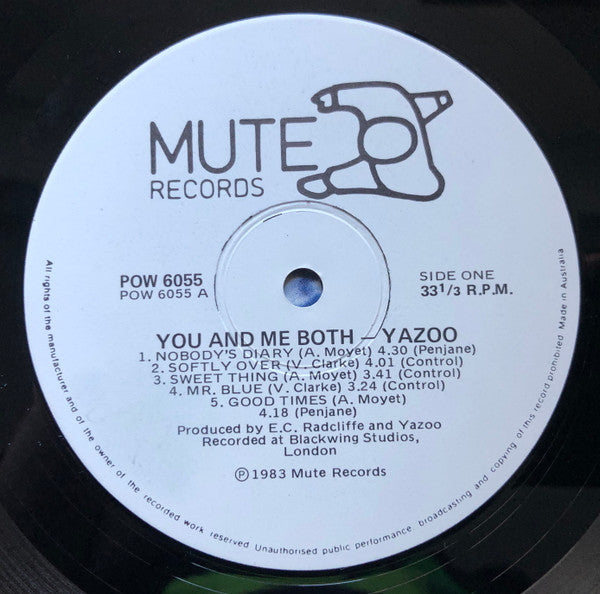 MUTE
RECORDS
POW 6055
POW 6055 A
SIDE ONE
33 1/3 R.P.M.
YOU AND ME BOTH – YAZOO
1. NOBODY'S DIARY (A. Moyet) 4.30 (Penjane)
2. SOFTLY OVER (V. Clarke) 4.01 (Control)
3. SWEET THING (A. Moyet) 3.41 (Control)
4. MR. BLUE (V. Clarke) 3.24 (Control)
5. GOOD TIMES (A. Moyet)
4.18 (Penjane)
Produced by E.C. Radcliffe and Yazoo
Recorded at Blackwing Studios,
London
℗ 1983 Mute Records
All rights of the manufacturer and of the owner of the recorded work reserved Unauthorised public performance, broadcasting and copying of this record prohibited. Made in Australia